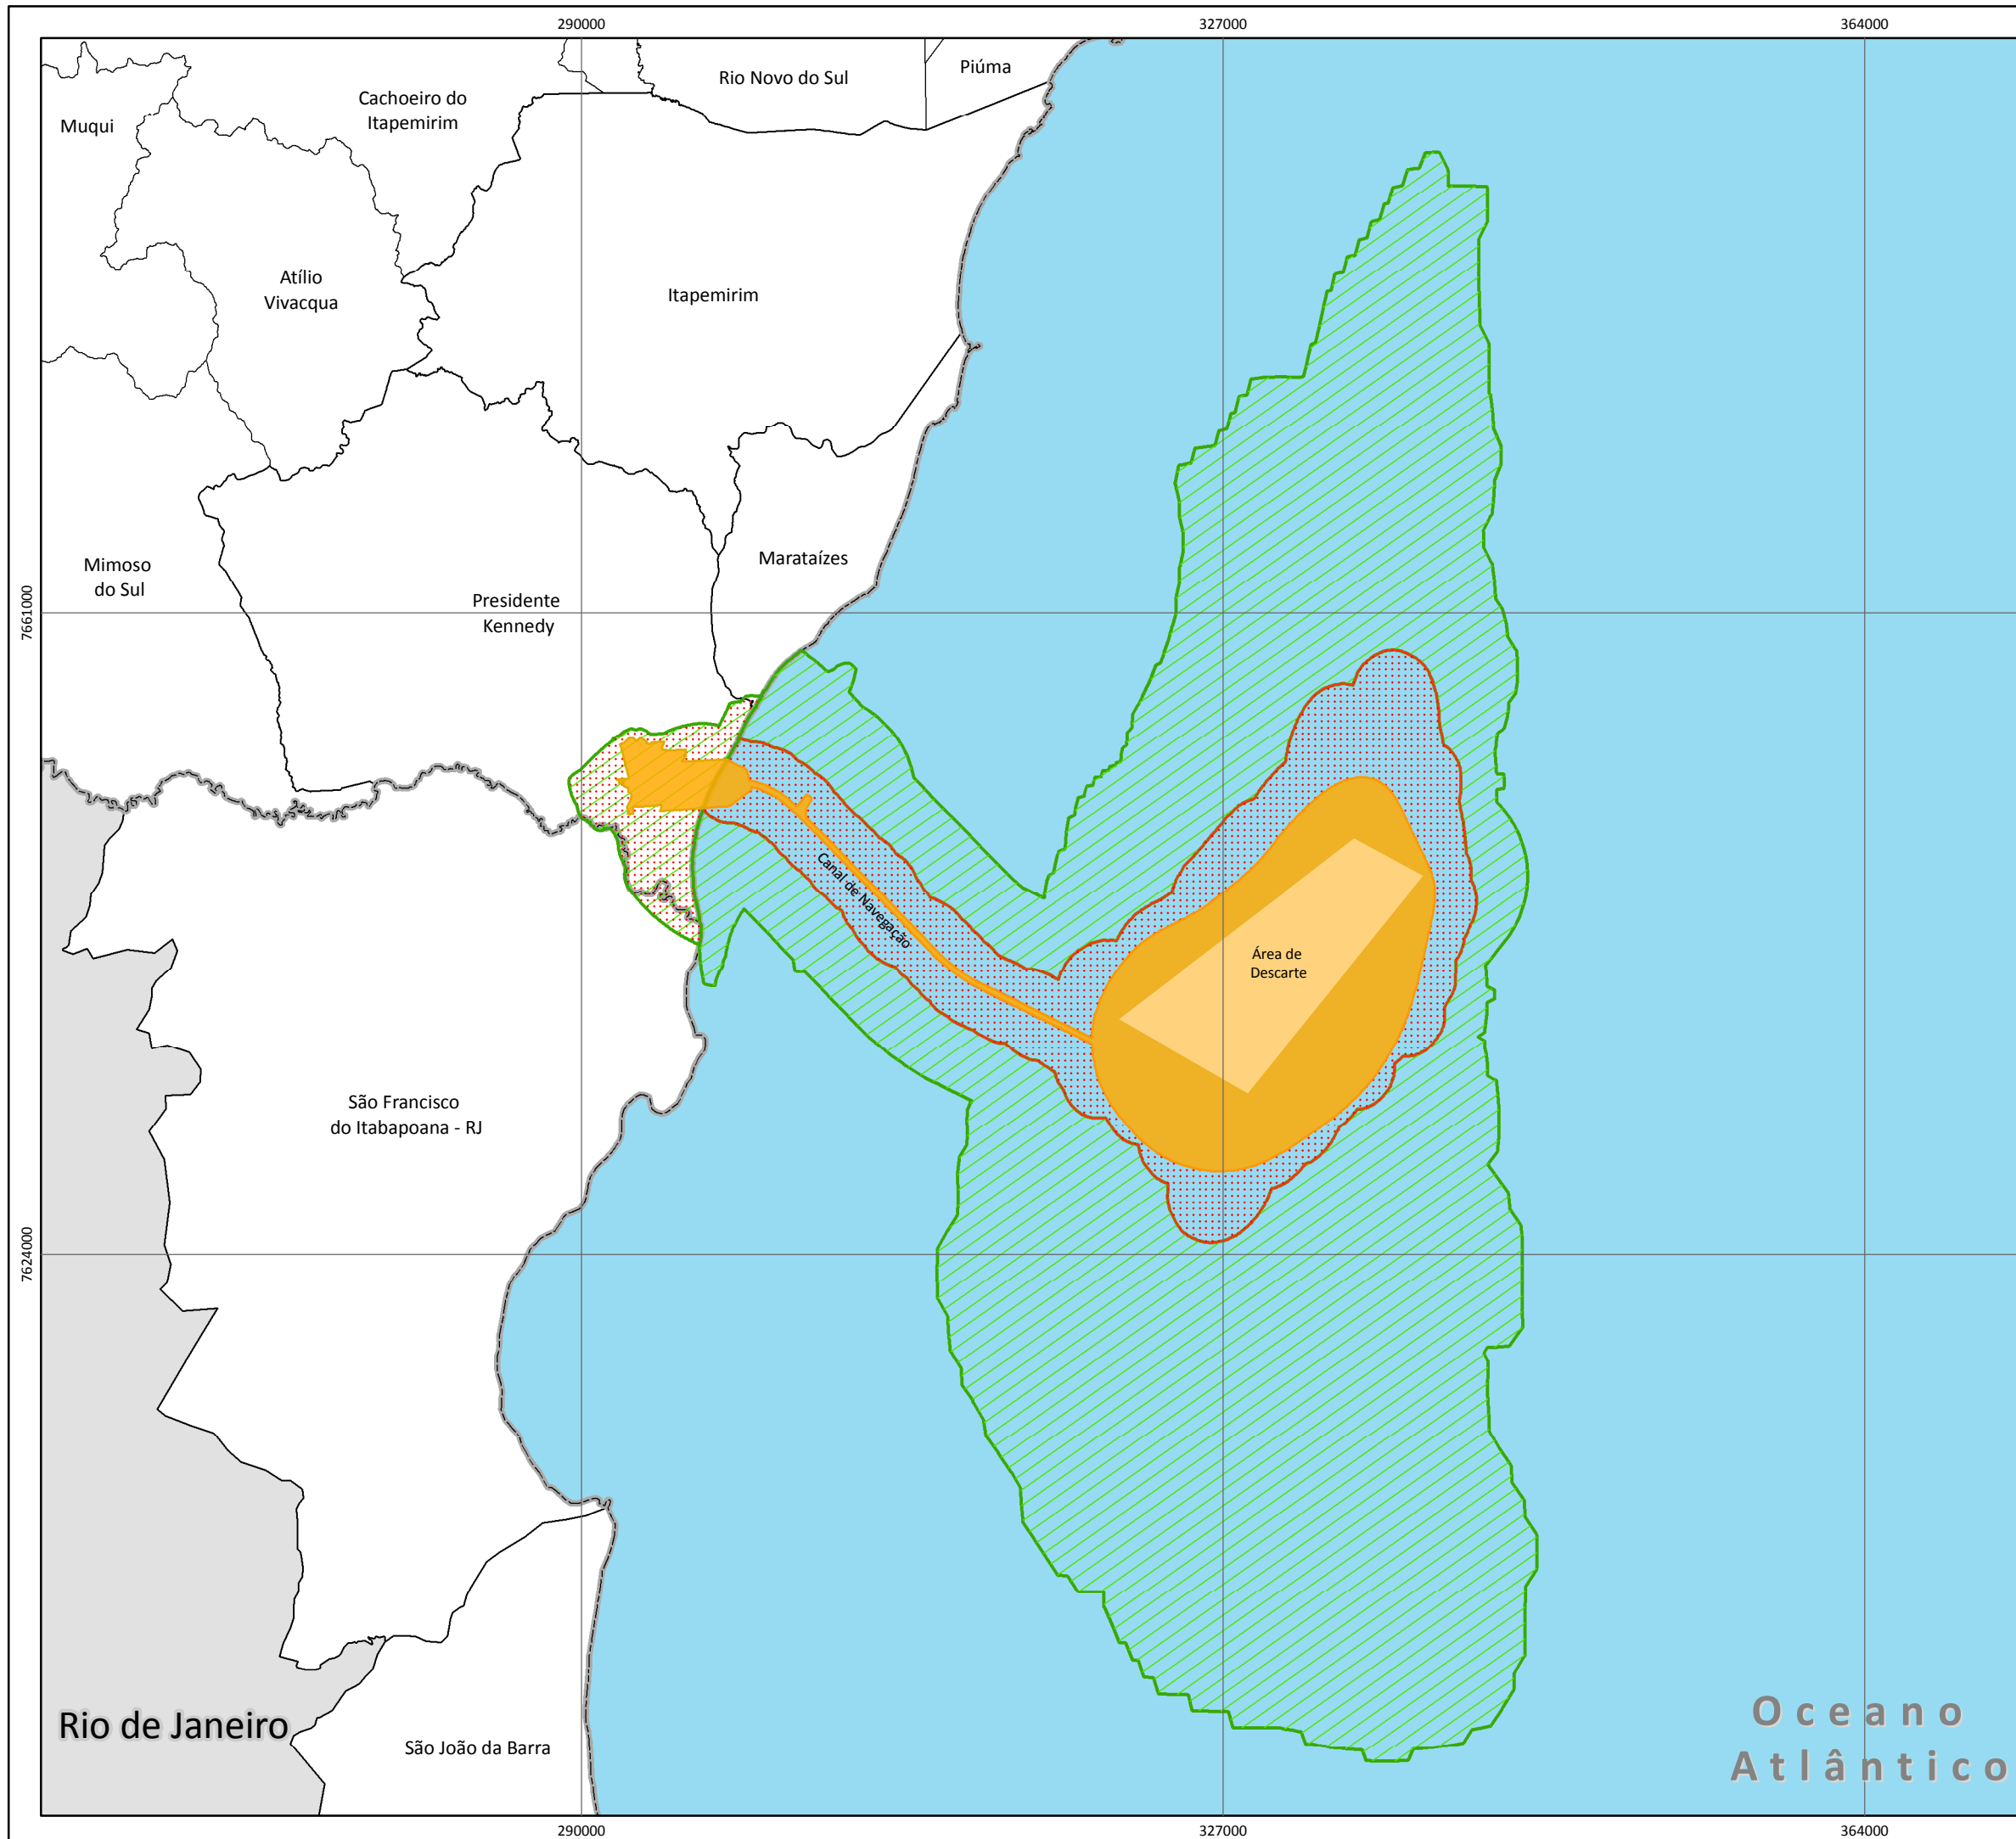 290000
327000
364000
Piúma
Rio Novo do Sul
Cachoeiro do
Itapemirim
Muqui
Atílio
Vivacqua
Itapemirim
Marataízes
Mimoso
do Sul
Presidente
Kennedy
7661000
Canal de Navegação
Área de
Descarte
São Francisco
do Itabapoana - RJ
7624000
Rio de Janeiro
São João da Barra
Oceano
Atlântico
290000
327000
364000